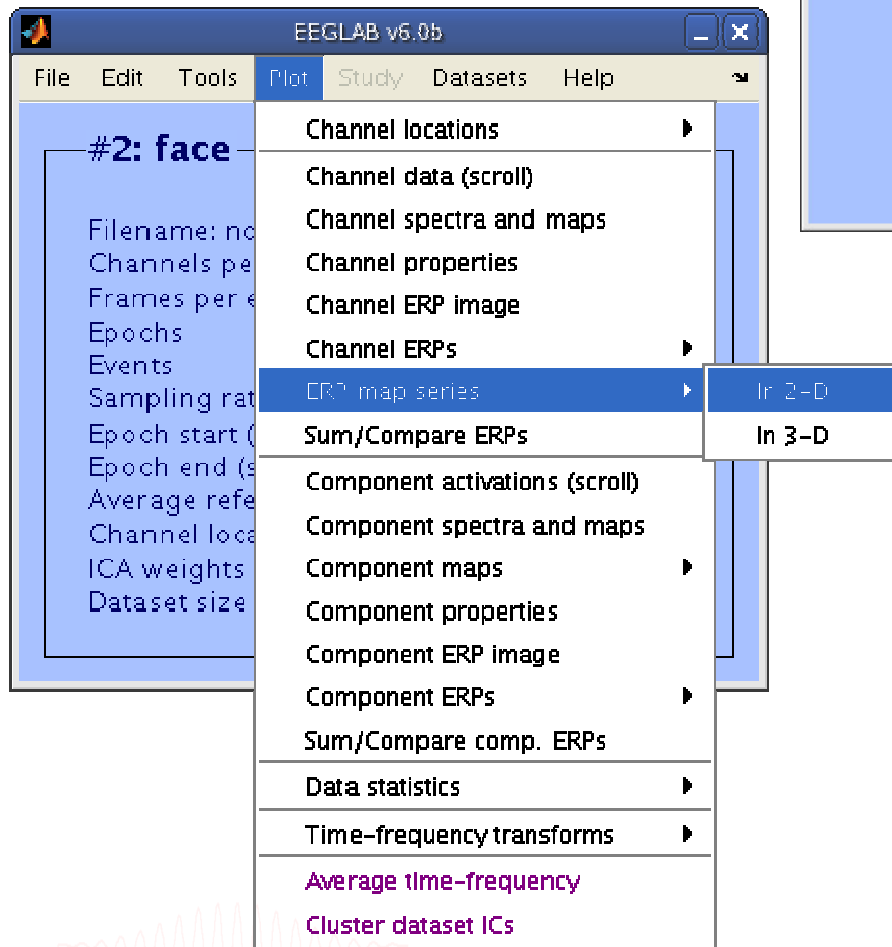 EEGLAB v6.0b
File Edit Tools Plot Study Datasets Help
#2: face
Filename: no
Channels pe
Frames per e
Epochs
Events
Sampling rat
Epoch start (
Epoch end (s
Average refe
Channel loca
ICA weights
Dataset size
Channel locations
Channel data (scroll)
Channel spectra and maps
Channel properties
Channel ERP image
Channel ERPs
ERP map series
In 2-D
In 3-D
Sum/Compare ERPs
Component activations (scroll)
Component spectra and maps
Component maps
Component properties
Component ERP image
Component ERPs
Sum/Compare comp. ERPs
Data statistics
Time-frequency transforms
Average time-frequency
Cluster dataset ICs